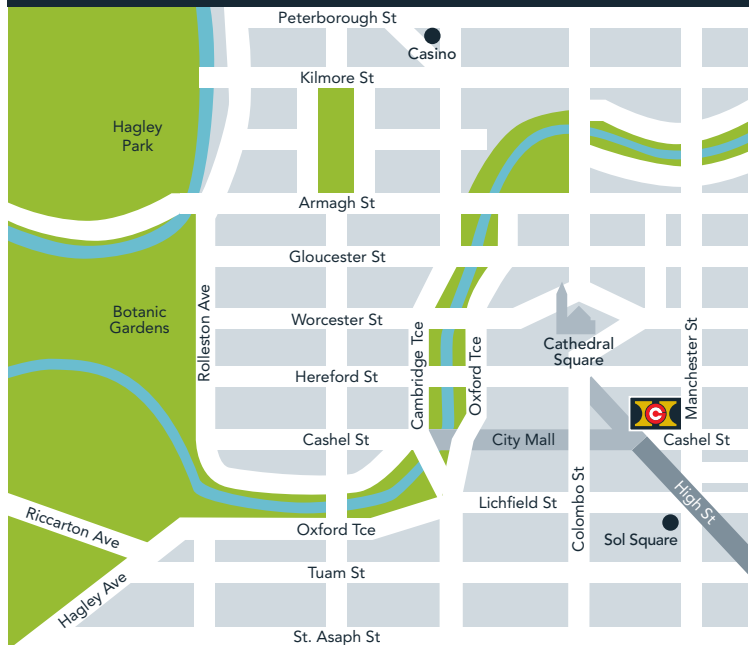 Peterborough St
Casino
Kilmore St
Hagley
Park
Armagh St
Gloucester St
Botanic
Gardens
Rolleston Ave
Worcester St
Cambridge Tce
Oxford Tce
Cathedral
Square
Manchester St
Hereford St
C
Cashel St
City Mall
Cashel St
Colombo St
High St
Lichfield St
Riccarton Ave
Oxford Tce
Sol Square
Tuam St
Hagley Ave
St. Asaph St